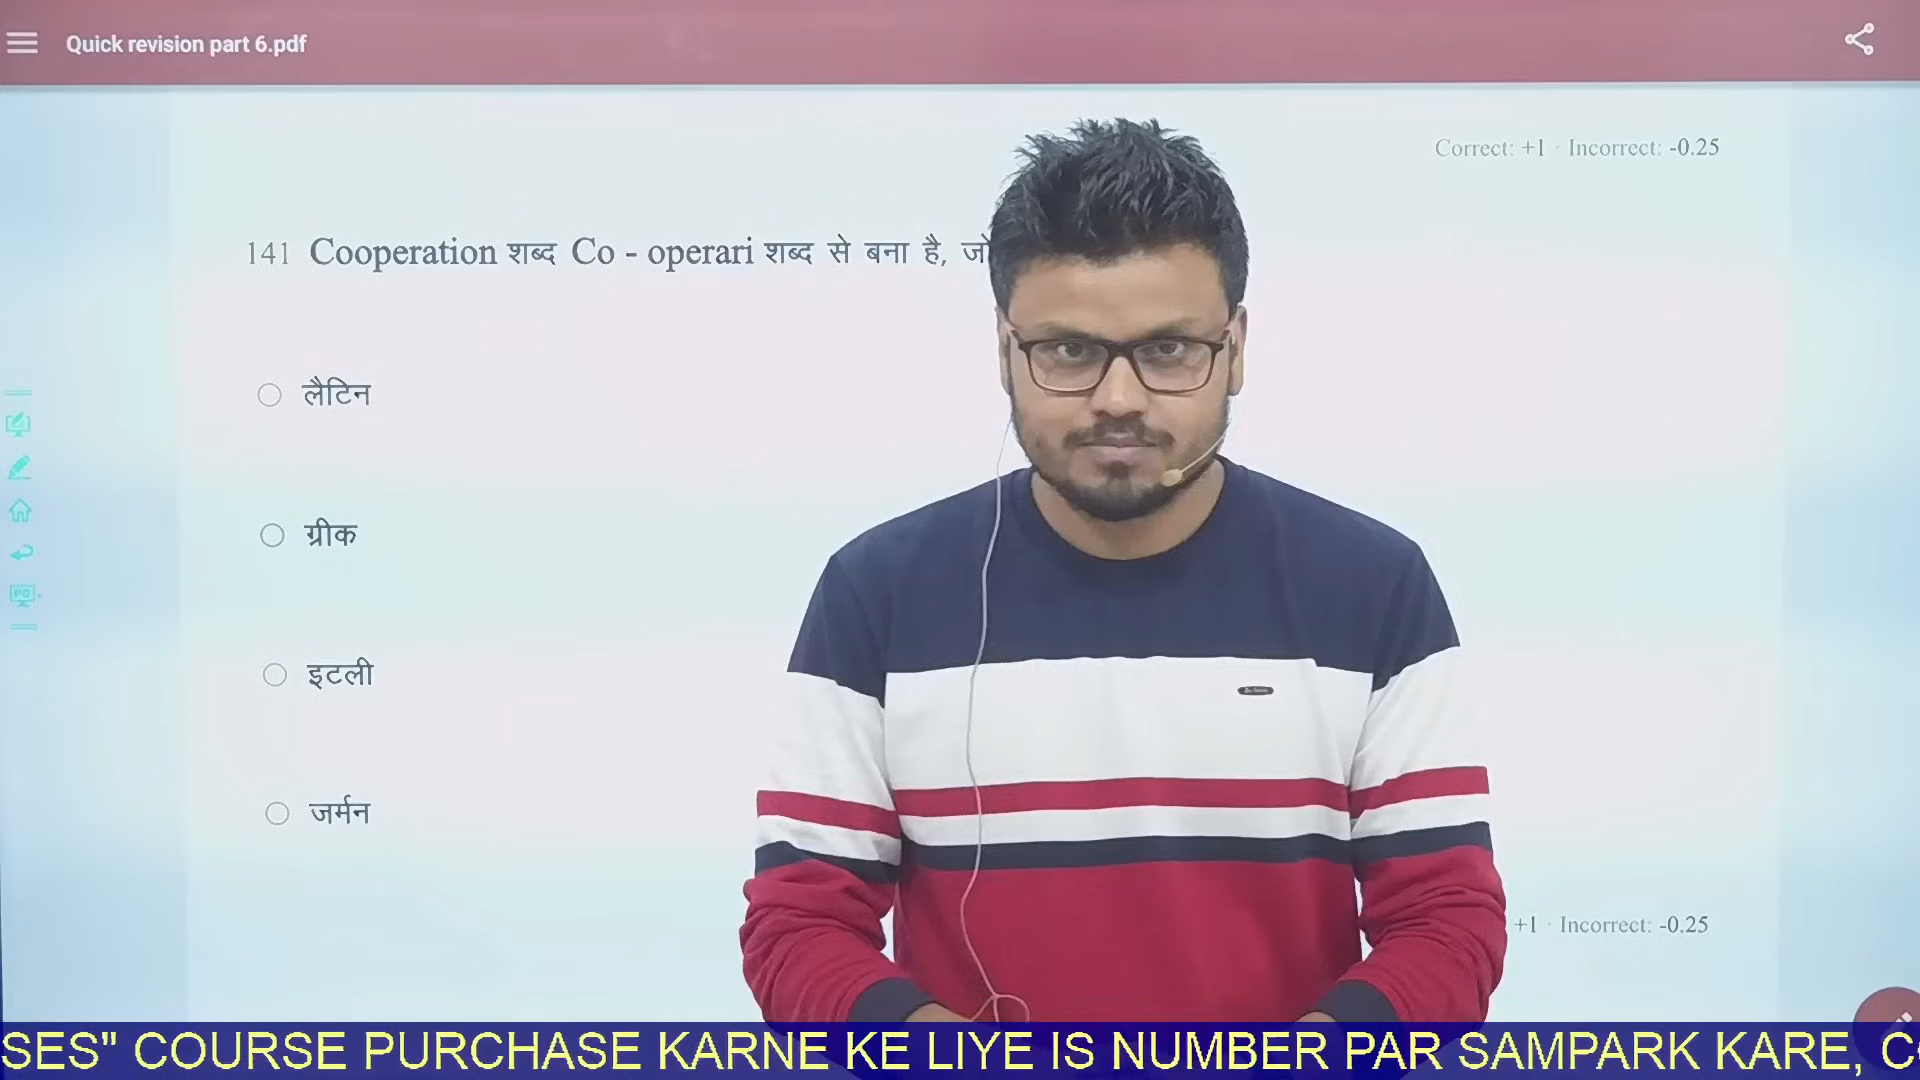 Quick revision part 6.pdf
Correct: +1 · Incorrect: -0.25
141 Cooperation शब्द Co - operari शब्द से बना है, जो
लैटिन
ग्रीक
इटली
जर्मन
+1 · Incorrect: -0.25
SES" COURSE PURCHASE KARNE KE LIYE IS NUMBER PAR SAMPARK KARE,